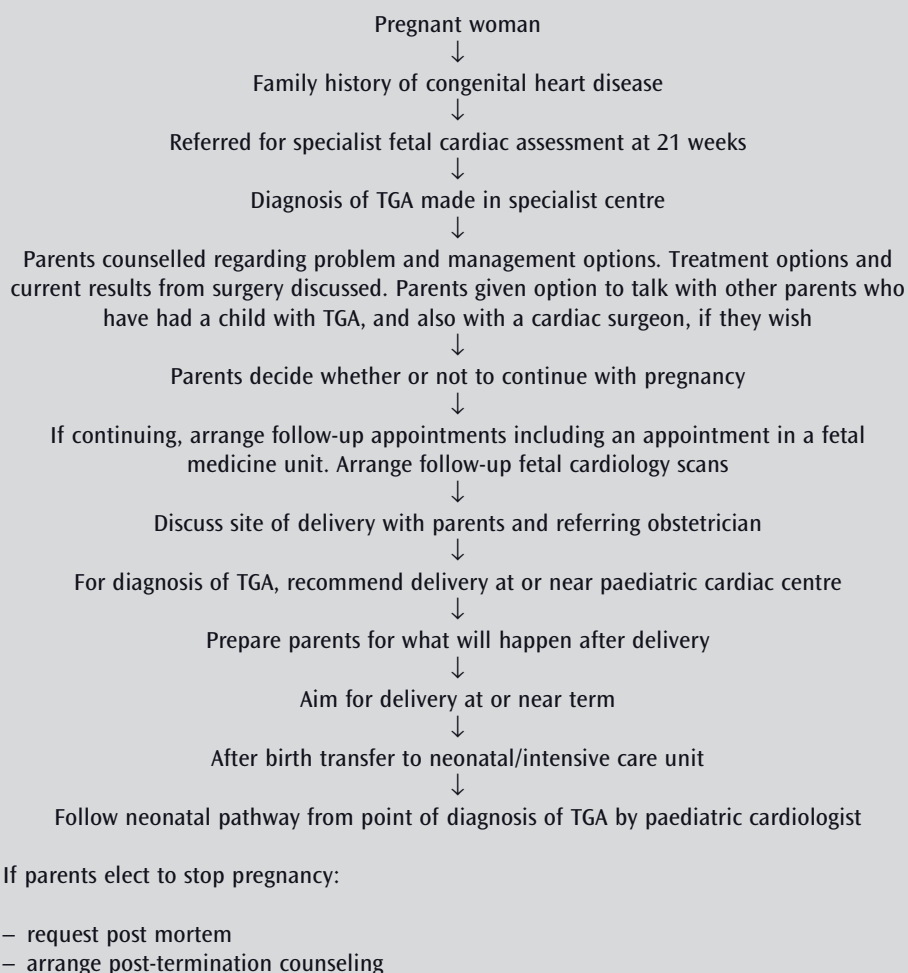 Pregnant woman
↓
Family history of congenital heart disease
↓
Referred for specialist fetal cardiac assessment at 21 weeks
↓
Diagnosis of TGA made in specialist centre
↓
Parents counselled regarding problem and management options. Treatment options and
current results from surgery discussed. Parents given option to talk with other parents who
have had a child with TGA, and also with a cardiac surgeon, if they wish
↓
Parents decide whether or not to continue with pregnancy
↓
If continuing, arrange follow-up appointments including an appointment in a fetal
medicine unit. Arrange follow-up fetal cardiology scans
↓
Discuss site of delivery with parents and referring obstetrician
↓
For diagnosis of TGA, recommend delivery at or near paediatric cardiac centre
↓
Prepare parents for what will happen after delivery
↓
Aim for delivery at or near term
↓
After birth transfer to neonatal/intensive care unit
↓
Follow neonatal pathway from point of diagnosis of TGA by paediatric cardiologist
If parents elect to stop pregnancy:
– request post mortem
– arrange post-termination counseling